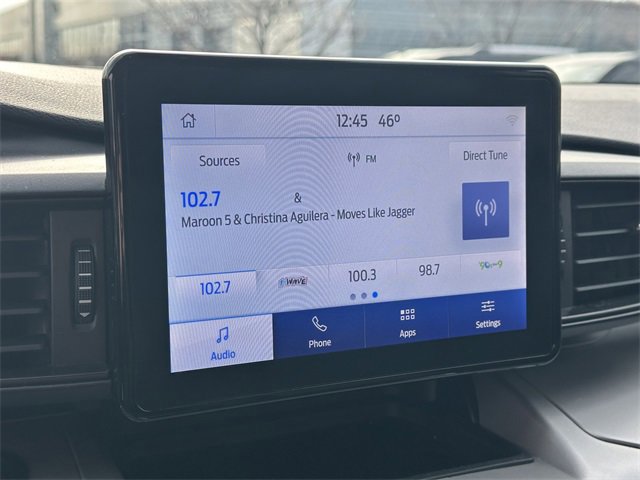 12:45 46°
Sources FM Direct Tune
102.7 &
Maroon 5 & Christina Aguilera - Moves Like Jagger
102.7 WAVE 100.3 98.7
Audio Phone Apps Settings